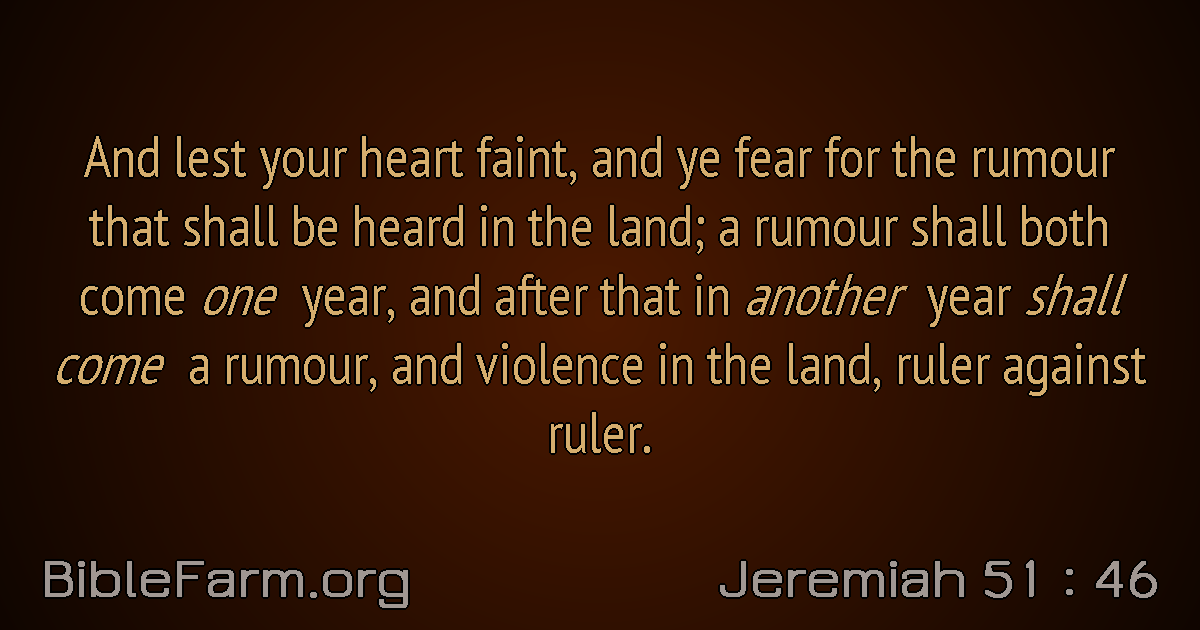 And lest your heart faint, and ye fear for the rumour
that shall be heard in the land; a rumour shall both
come one year, and after that in another year shall
come a rumour, and violence in the land, ruler against
ruler.
BibleFarm.org
Jeremiah 51 : 46